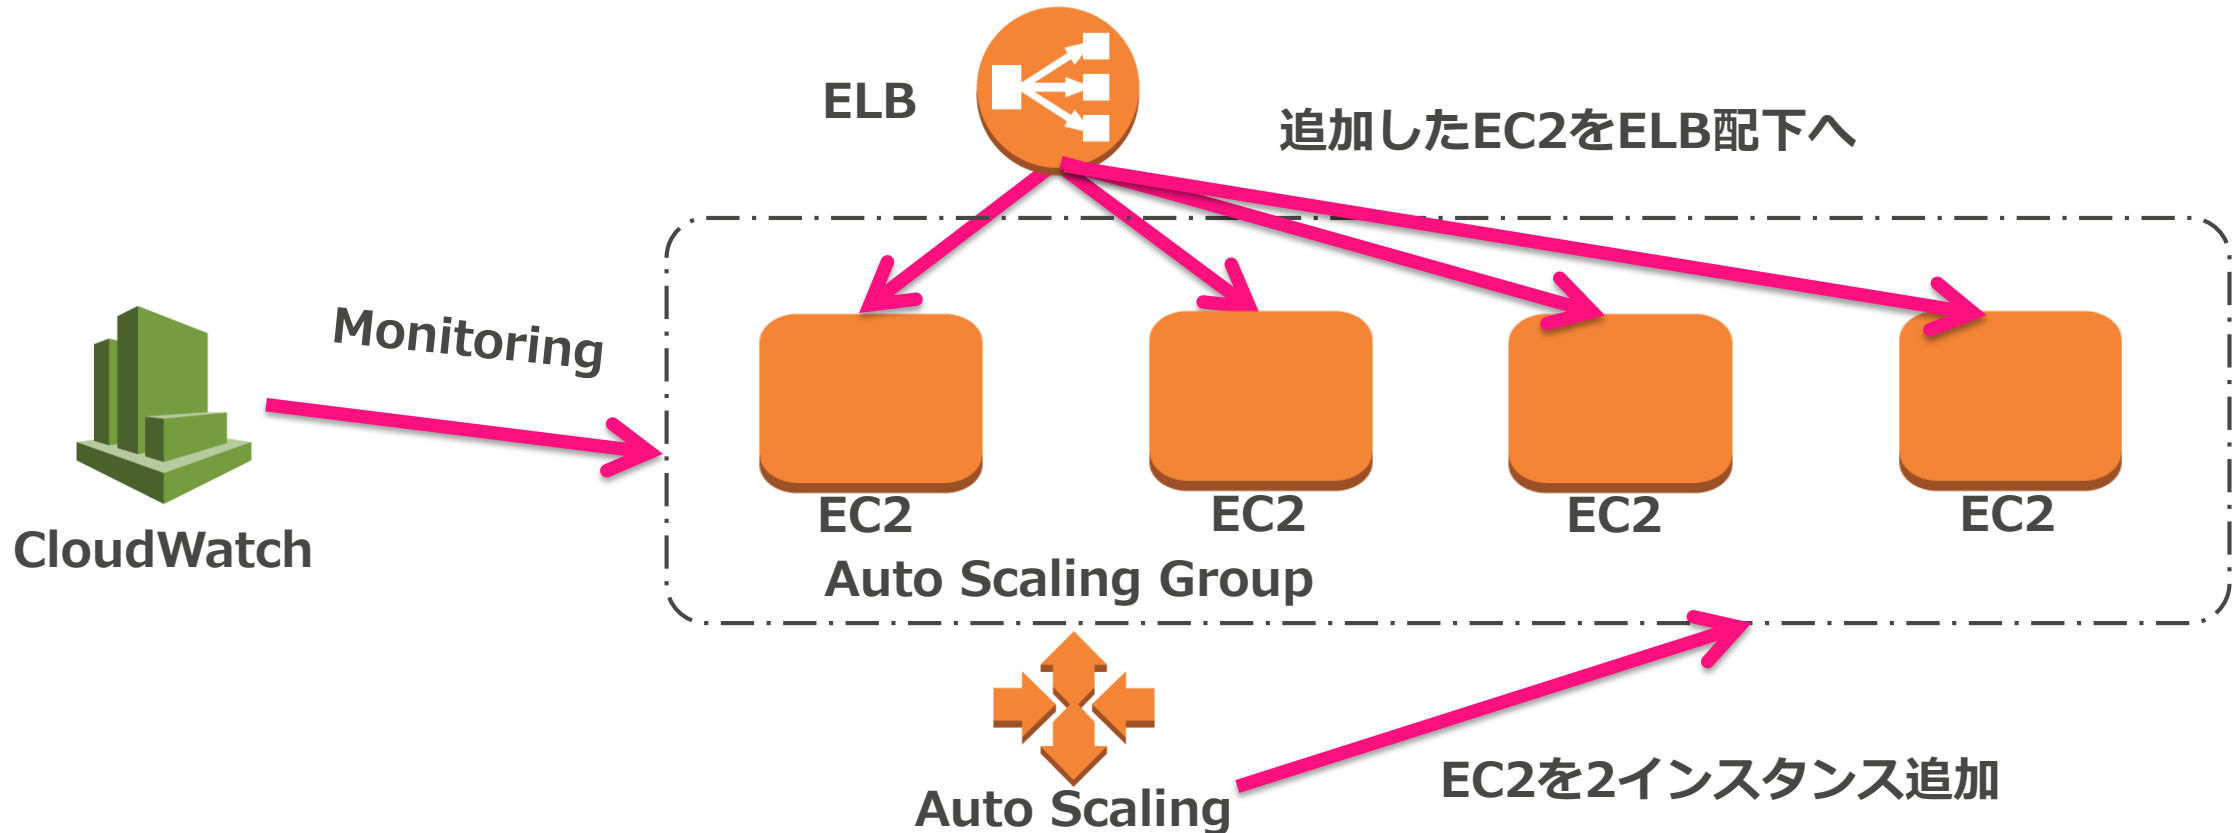 ELB
追加したEC2をELB配下へ
Monitoring
CloudWatch
EC2
EC2
EC2
EC2
Auto Scaling Group
EC2を2インスタンス追加
Auto Scaling